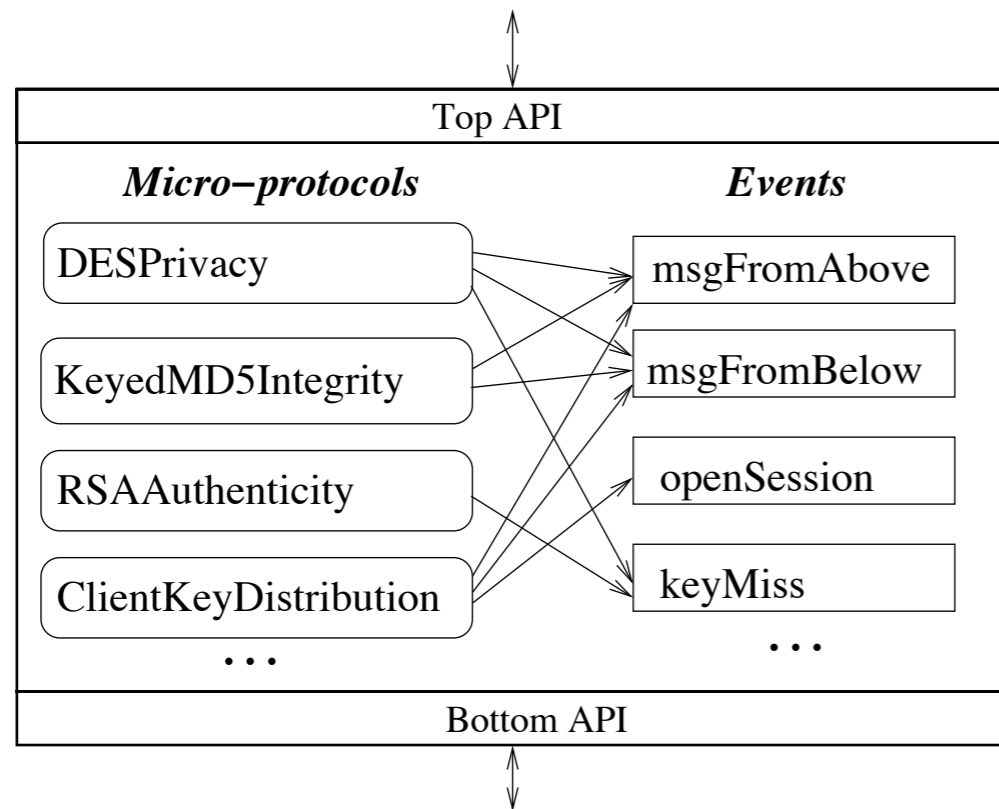 Top API
Micro−protocols
Events
DESPrivacy
msgFromAbove
KeyedMD5Integrity
msgFromBelow
RSAAuthenticity
openSession
ClientKeyDistribution
keyMiss
...
...
Bottom API